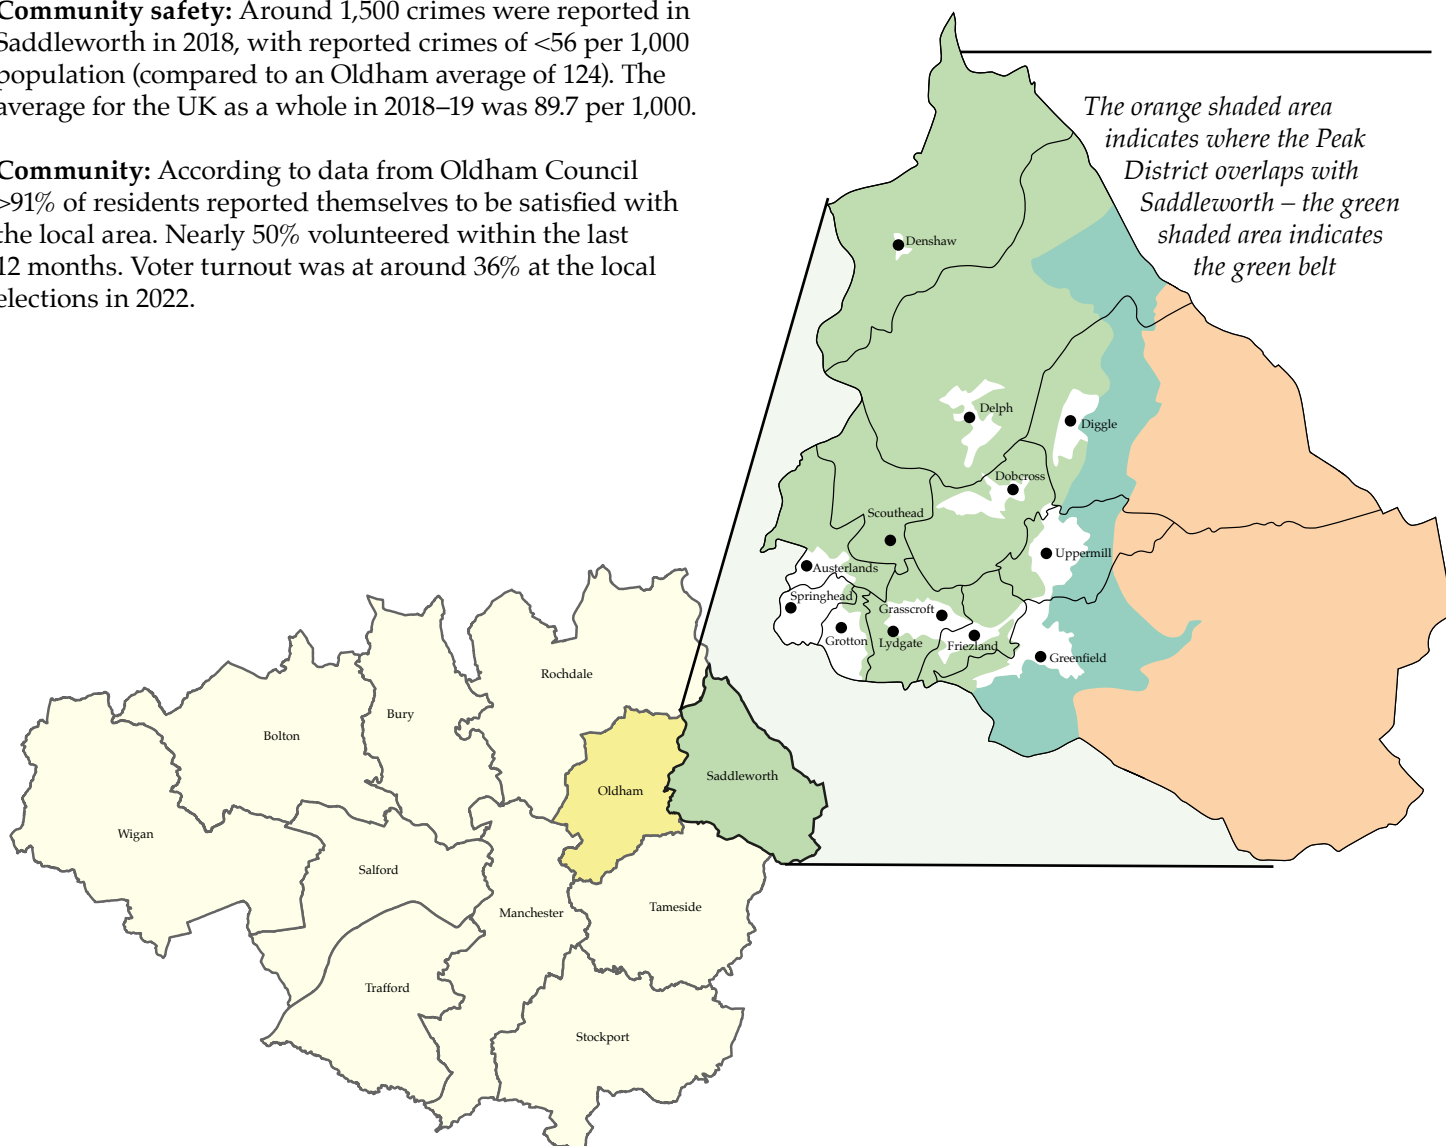 Community safety: Around 1,500 crimes were reported in
Saddleworth in 2018, with reported crimes of <56 per 1,000
population (compared to an Oldham average of 124). The
average for the UK as a whole in 2018–19 was 89.7 per 1,000.
Community: According to data from Oldham Council
>91% of residents reported themselves to be satisfied with
the local area. Nearly 50% volunteered within the last
12 months. Voter turnout was at around 36% at the local
elections in 2022.
The orange shaded area
indicates where the Peak
District overlaps with
Saddleworth – the green
shaded area indicates
the green belt
Denshaw
Delph
Diggle
Dobcross
Scouthead
Uppermill
Austerlands
Springhead
Grasscroft
Grotton
Lydgate
Friezland
Greenfield
Rochdale
Bury
Bolton
Saddleworth
Oldham
Wigan
Salford
Manchester
Tameside
Trafford
Stockport